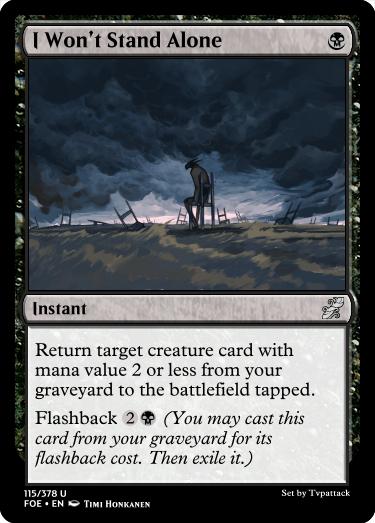 I Won't Stand Alone
Instant
Return target creature card with
mana value 2 or less from your
graveyard to the battlefield tapped.
Flashback 2 (You may cast this
card from your graveyard for its
flashback cost. Then exile it.)
115/378 U
FOE • EN Timi Honkanen
Set by Tvpattack